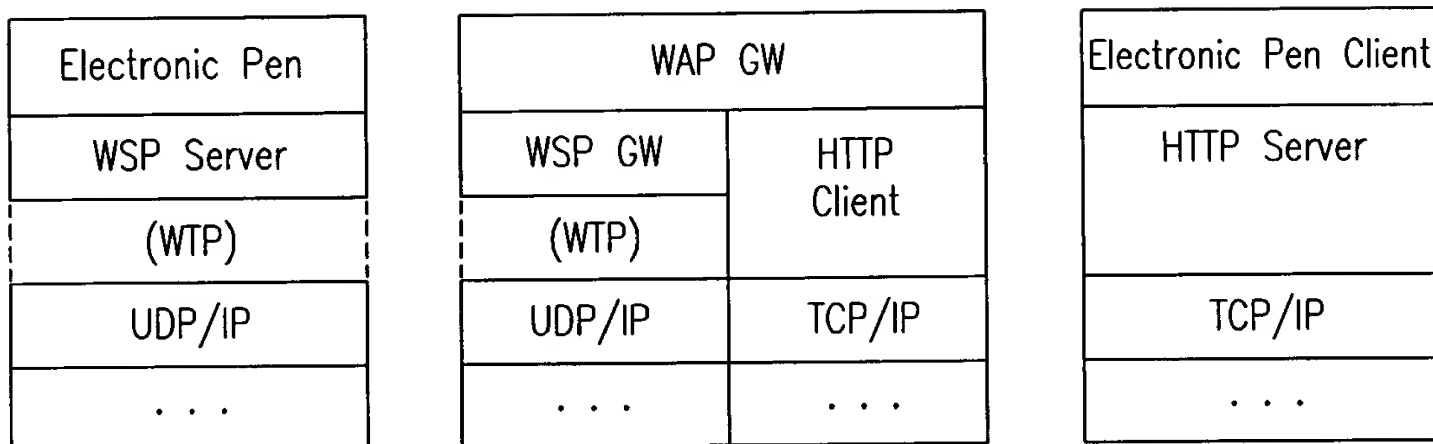 Electronic Pen
WSP Server
(WTP)
UDP/IP
. . .
WAP GW
WSP GW
(WTP)
UDP/IP
. . .
HTTP
Client
TCP/IP
. . .
Electronic Pen Client
HTTP Server
TCP/IP
. . .